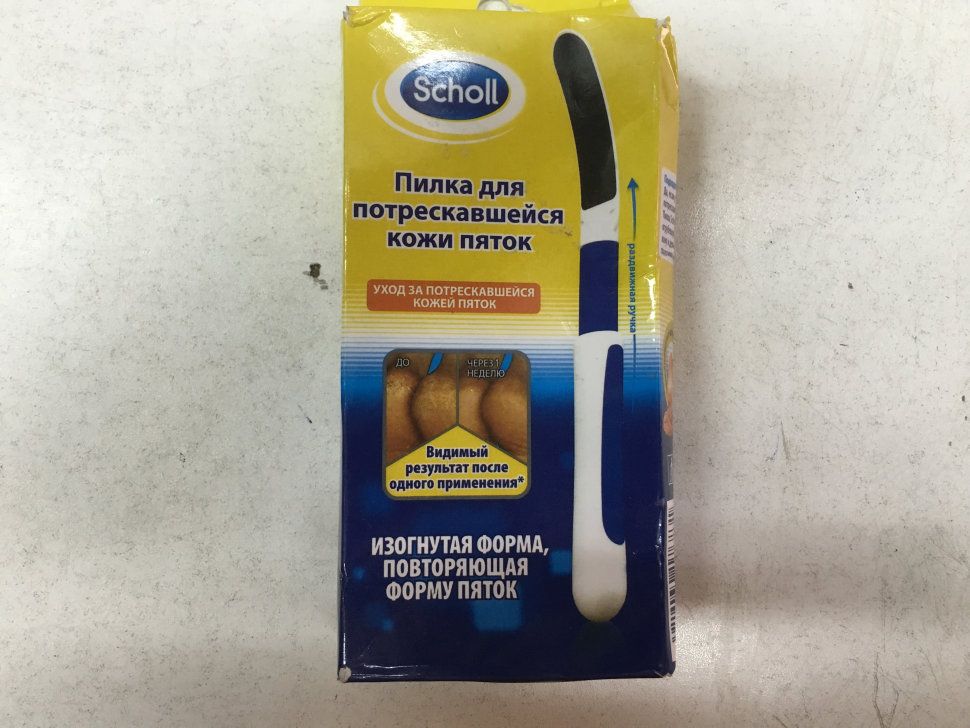 Scholl
Пилка для
потрескавшейся
кожи пяток
УХОД ЗА ПОТРЕСКАВШЕЙСЯ
КОЖЕЙ ПЯТОК
раздвижная ручка
ДО
ЧЕРЕЗ 1
НЕДЕЛЮ
Видимый
результат после
одного применения*
ИЗОГНУТАЯ ФОРМА,
ПОВТОРЯЮЩАЯ
ФОРМУ ПЯТОК